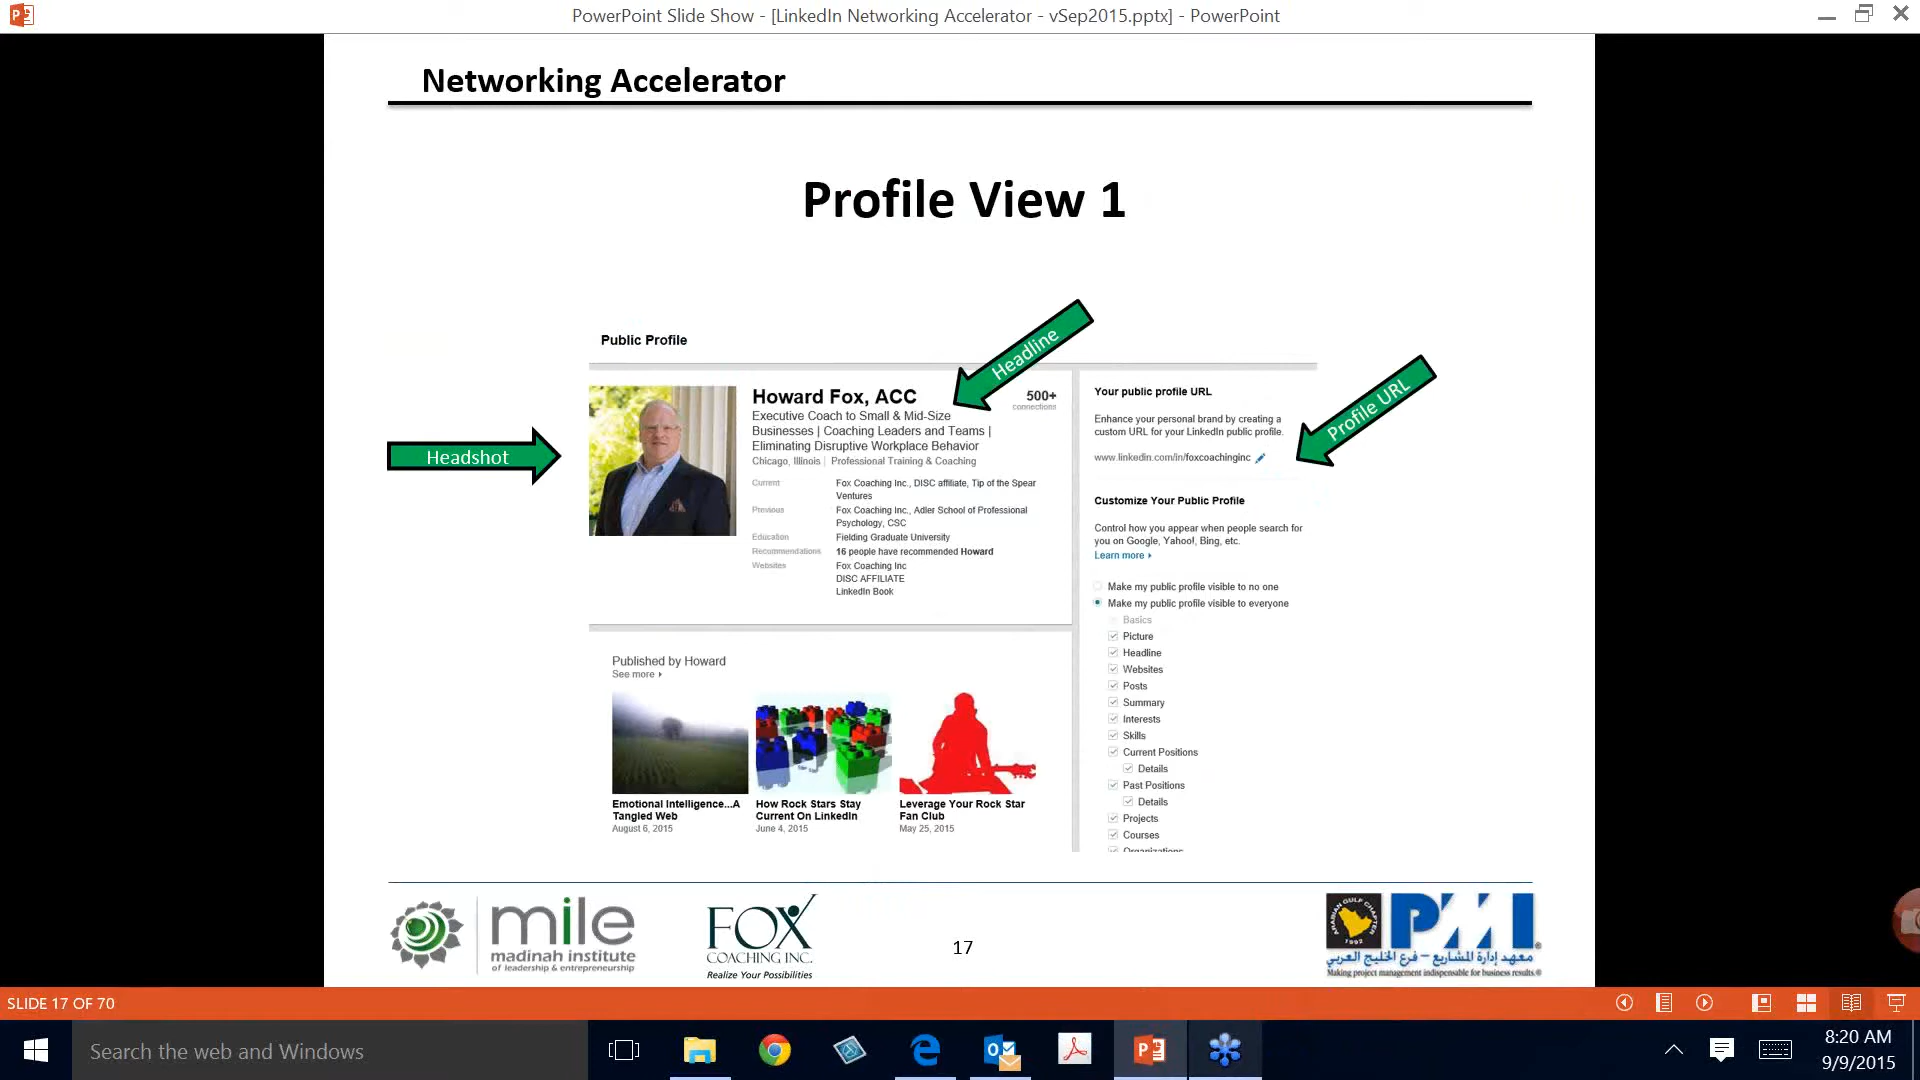 PowerPoint Slide Show - [LinkedIn Networking Accelerator - vSep2015.pptx] - PowerPoint
Networking Accelerator
Profile View 1
Headline
Profile URL
Headshot
Public Profile
Howard Fox, ACC
500+
connections
Executive Coach to Small & Mid-Size
Businesses | Coaching Leaders and Teams |
Eliminating Disruptive Workplace Behavior
Chicago, Illinois | Professional Training & Coaching
Current
Fox Coaching Inc., DISC affiliate, Tip of the Spear
Ventures
Previous
Fox Coaching Inc., Adler School of Professional
Psychology, CSC
Education
Fielding Graduate University
Recommendations
16 people have recommended Howard
Websites
Fox Coaching Inc
DISC AFFILIATE
LinkedIn Book
Published by Howard
See more
Emotional Intelligence...A
Tangled Web
August 6, 2015
How Rock Stars Stay
Current On LinkedIn
June 4, 2015
Leverage Your Rock Star
Fan Club
May 25, 2015
Your public profile URL
Enhance your personal brand by creating a
custom URL for your LinkedIn public profile.
www.linkedin.com/in/foxcoachinginc
Customize Your Public Profile
Control how you appear when people search for
you on Google, Yahoo!, Bing, etc.
Learn more
Make my public profile visible to no one
Make my public profile visible to everyone
Basics
Picture
Headline
Websites
Posts
Summary
Interests
Skills
Current Positions
Details
Past Positions
Details
Projects
Courses
Organizations
mile
madinah institute
of leadership & entrepreneurship
FOX
COACHING INC.
Realize Your Possibilities
17
ARABIAN GULF CHAPTER
1992
PMI
معهد إدارة المشاريع – فرع الخليج العربي
Making project management indispensable for business results.®
SLIDE 17 OF 70
Search the web and Windows
8:20 AM
9/9/2015